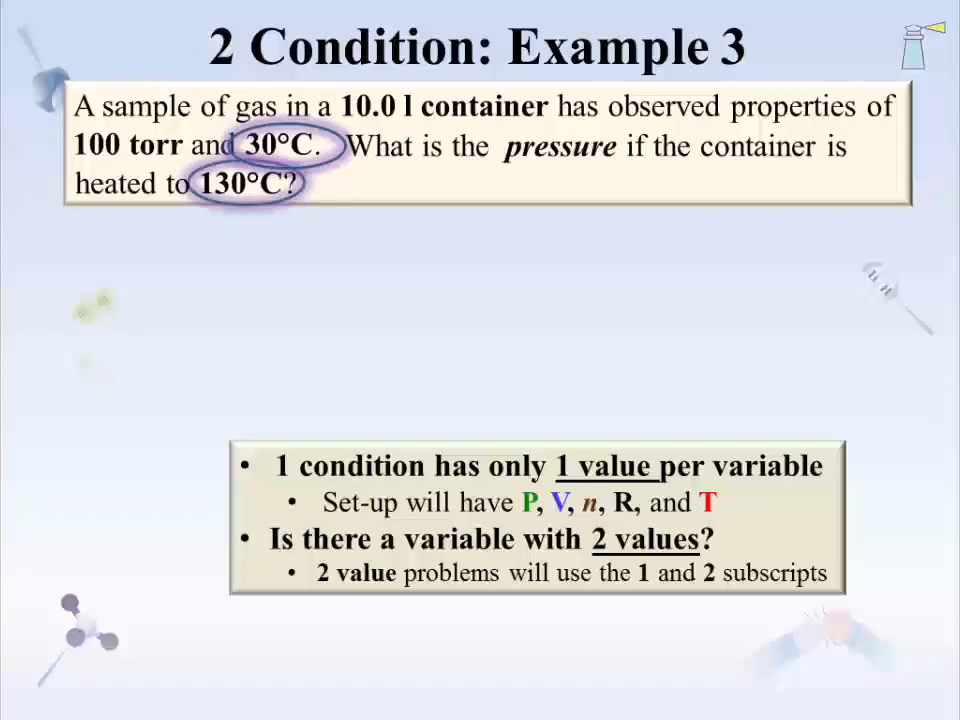 2 Condition: Example 3
A sample of gas in a 10.0 l container has observed properties of
100 torr and 30°C. What is the pressure if the container is
heated to 130°C?
• 1 condition has only 1 value per variable
• Set-up will have P, V, n, R, and T
• Is there a variable with 2 values?
• 2 value problems will use the 1 and 2 subscripts